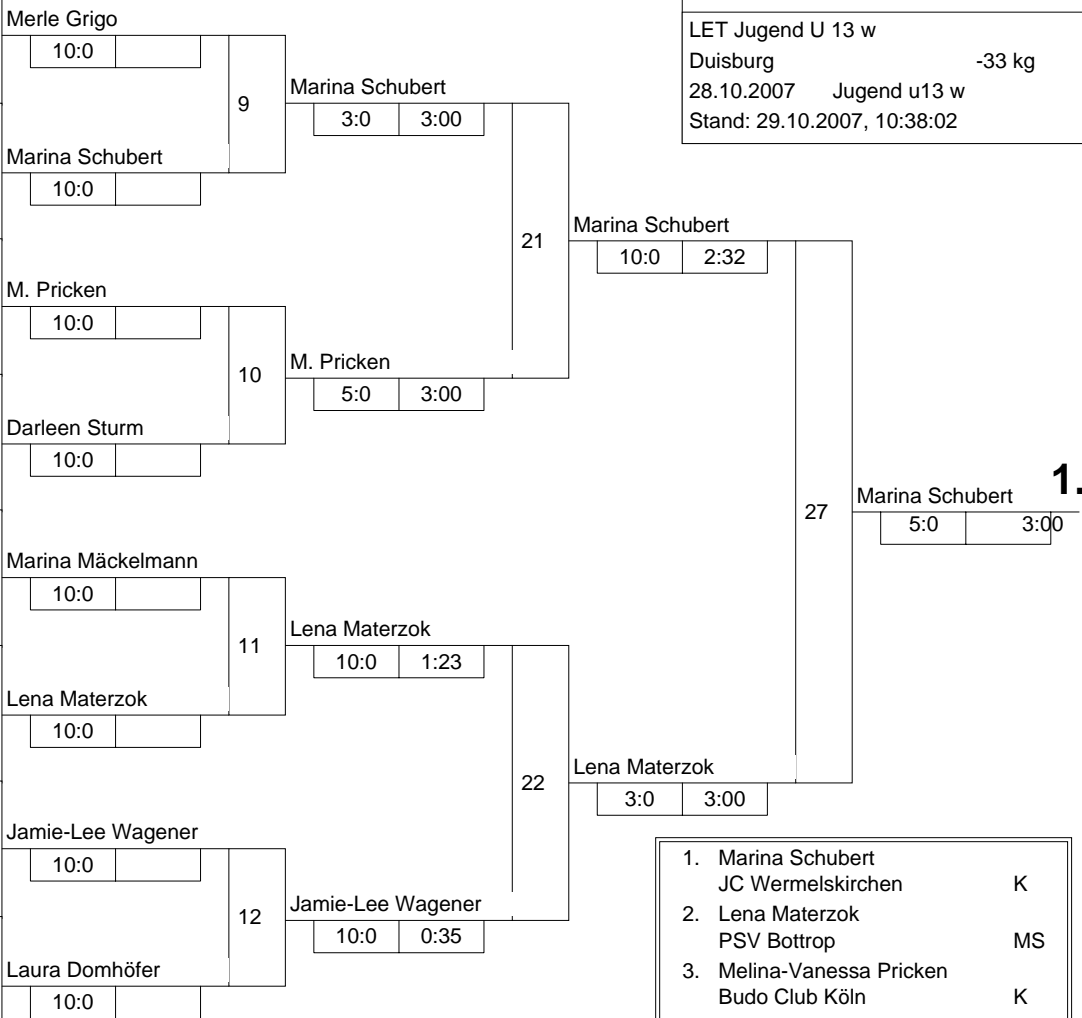 Merle Grigo
10:0
9
Marina Schubert
10:0
Marina Schubert
3:0 3:00
M. Pricken
10:0
10
Darleen Sturm
10:0
M. Pricken
5:0 3:00
21
Marina Schubert
10:0 2:32
Marina Mäckelmann
10:0
11
Lena Materzok
10:0
Lena Materzok
10:0 1:23
Jamie-Lee Wagener
10:0
12
Laura Domhöfer
10:0
Jamie-Lee Wagener
10:0 0:35
22
Lena Materzok
3:0 3:00
27
Marina Schubert 1.
5:0 3:00
LET Jugend U 13 w
Duisburg -33 kg
28.10.2007 Jugend u13 w
Stand: 29.10.2007, 10:38:02
1. Marina Schubert
JC Wermelskirchen K
2. Lena Materzok
PSV Bottrop MS
3. Melina-Vanessa Pricken
Budo Club Köln K